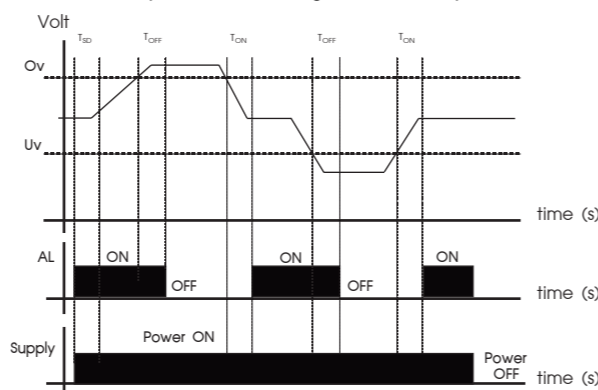 Volt
TSD TOFF TON TOFF TON
Ov
Uv
time (s)
AL ON ON ON
OFF OFF
time (s)
Supply Power ON
Power
OFF time (s)